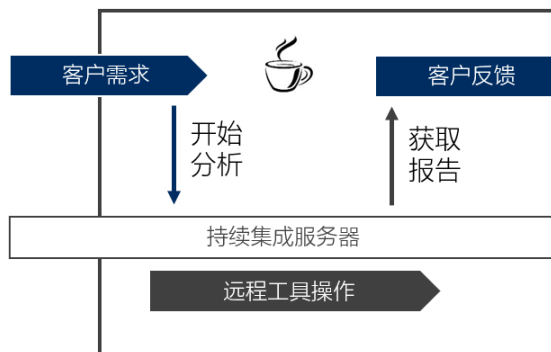 客户需求
客户反馈
开始
分析
获取
报告
持续集成服务器
远程工具操作